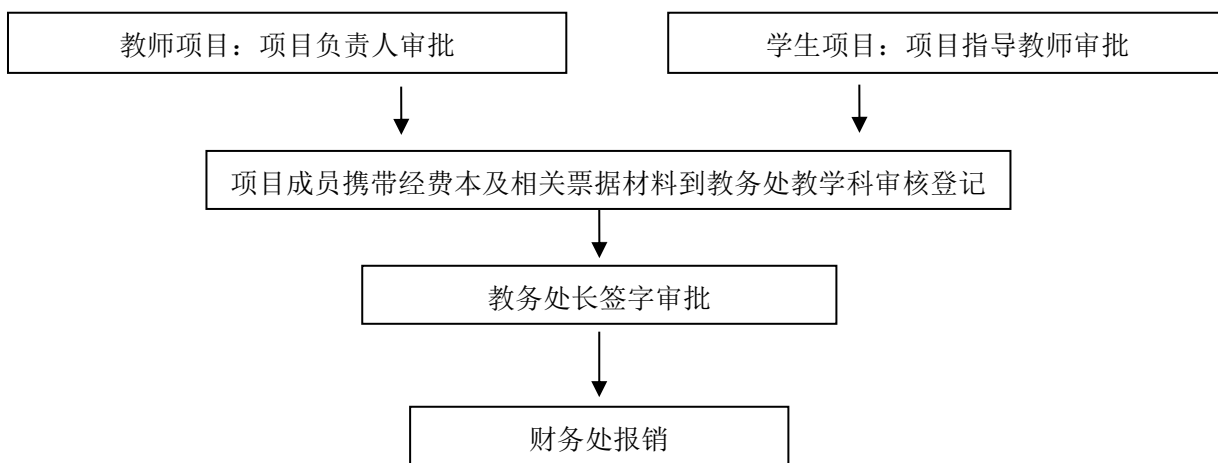 教师项目：项目负责人审批
学生项目：项目指导教师审批
项目成员携带经费本及相关票据材料到教务处教学科审核登记
教务处长签字审批
财务处报销